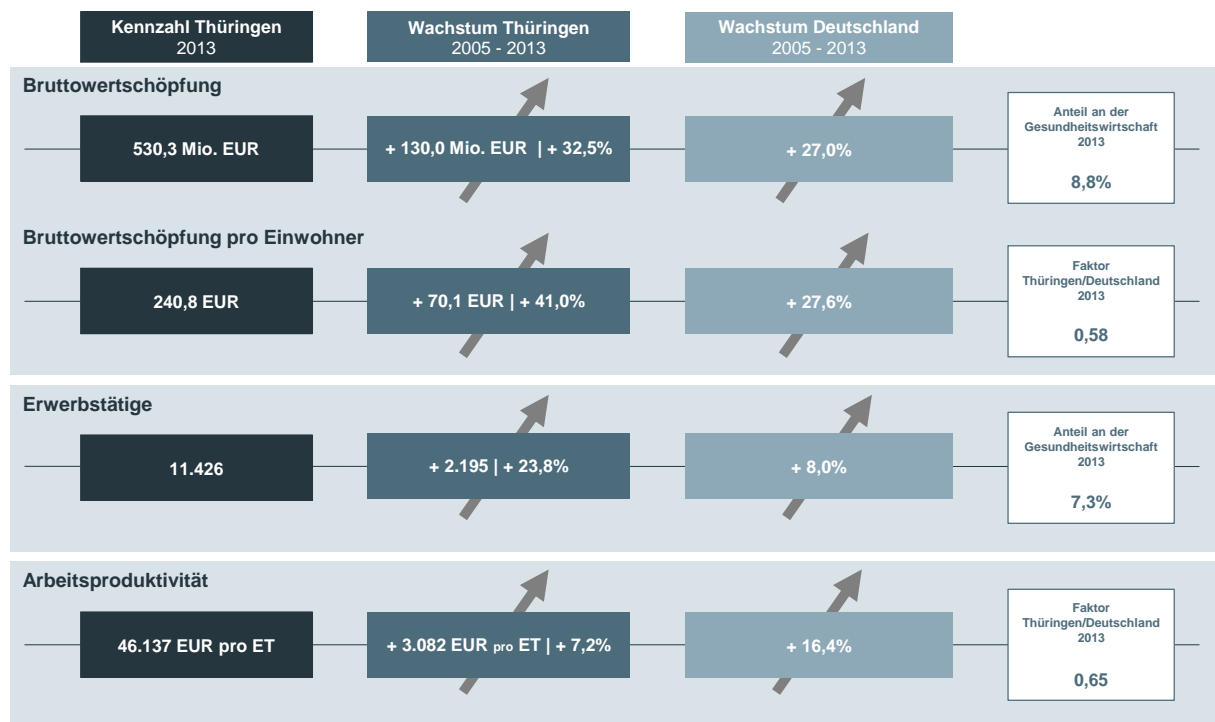 Kennzahl Thüringen
2013
Wachstum Thüringen
2005 - 2013
Wachstum Deutschland
2005 - 2013
Bruttowertschöpfung
530,3 Mio. EUR
+ 130,0 Mio. EUR | + 32,5%
+ 27,0%
Anteil an der
Gesundheitswirtschaft
2013
8,8%
Bruttowertschöpfung pro Einwohner
240,8 EUR
+ 70,1 EUR | + 41,0%
+ 27,6%
Faktor
Thüringen/Deutschland
2013
0,58
Erwerbstätige
11.426
+ 2.195 | + 23,8%
+ 8,0%
Anteil an der
Gesundheitswirtschaft
2013
7,3%
Arbeitsproduktivität
46.137 EUR pro ET
+ 3.082 EUR pro ET | + 7,2%
+ 16,4%
Faktor
Thüringen/Deutschland
2013
0,65